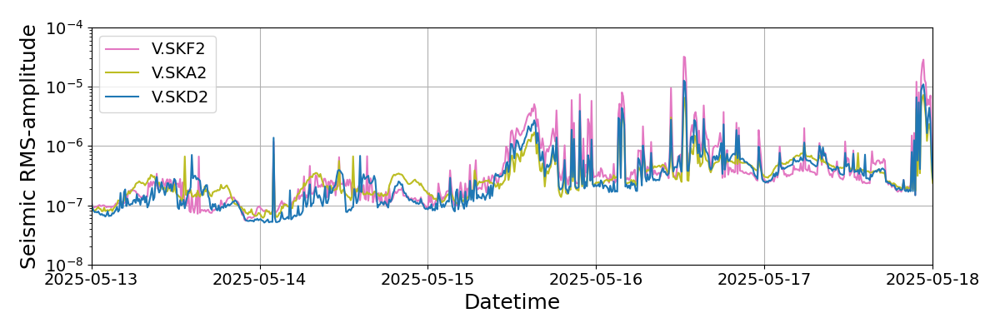 Seismic RMS-amplitude
10⁻⁴
10⁻⁵
10⁻⁶
10⁻⁷
10⁻⁸
V.SKF2
V.SKA2
V.SKD2
2025-05-13 2025-05-14 2025-05-15 2025-05-16 2025-05-17 2025-05-18
Datetime